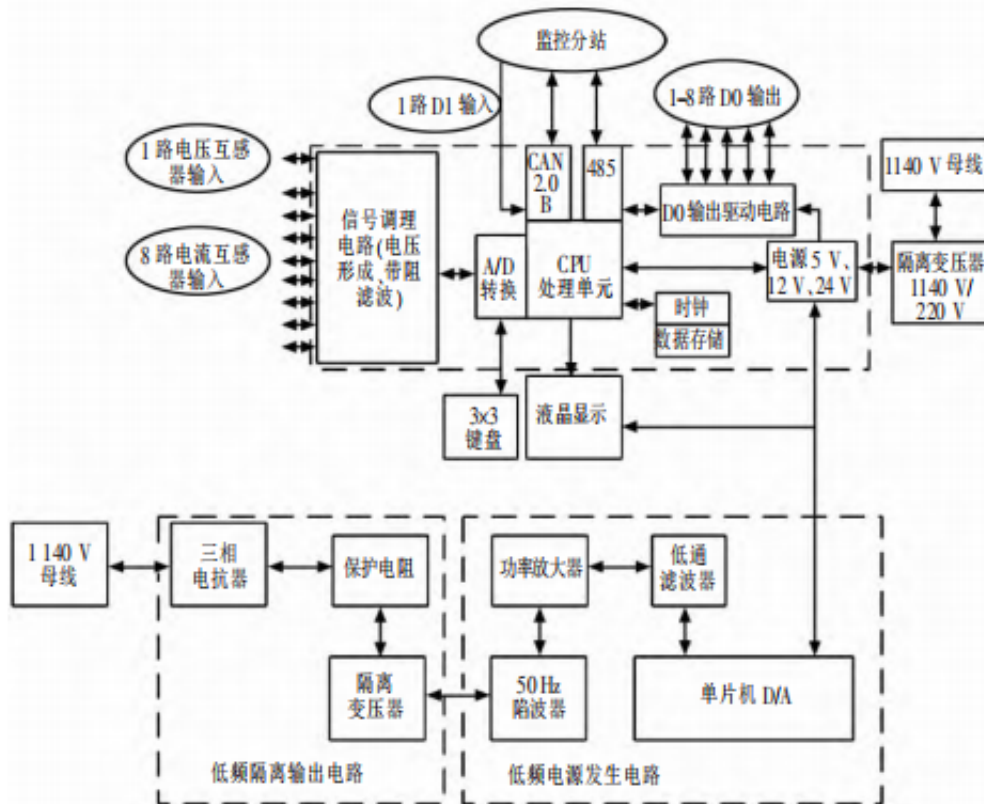 监控分站
1路D1输入
1-8路D0输出
1路电压互感
器输入
8路电流互感
器输入
信号调理
电路(电压
形成、带阻
滤波)
CAN
2.0
B
485
D0输出驱动电路
1140 V 母线
A/D
转换
CPU
处理单元
电源5 V、
12 V、24 V
隔离变压器
1140 V/
220 V
时钟
数据存储
3x3
键盘
液晶显示
1 140 V
母线
三相
电抗器
保护电阻
功率放大器
低通
滤波器
隔离
变压器
50 Hz
陷波器
单片机 D/A
低频隔离输出电路
低频电源发生电路